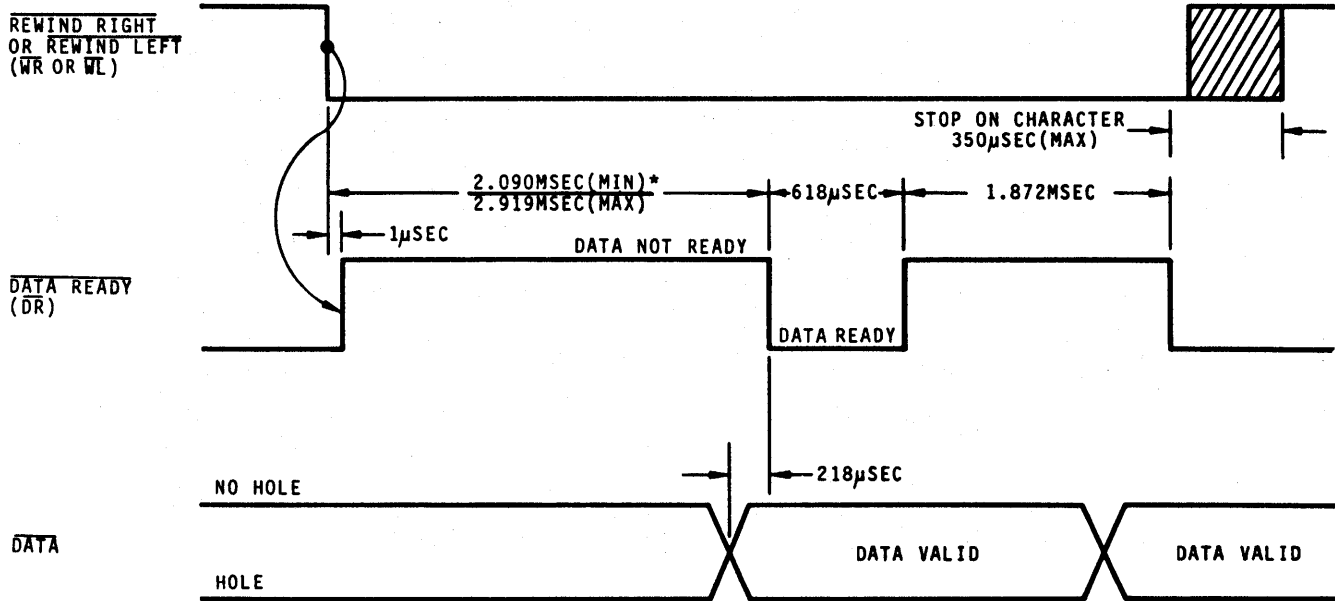 REWIND RIGHT
OR REWIND LEFT
(WR OR WL)
STOP ON CHARACTER
350µSEC(MAX)
2.090MSEC(MIN)*
2.919MSEC(MAX)
618µSEC
1.872MSEC
1µSEC
DATA NOT READY
DATA READY
(DR)
DATA READY
218µSEC
NO HOLE
DATA
DATA VALID
DATA VALID
HOLE